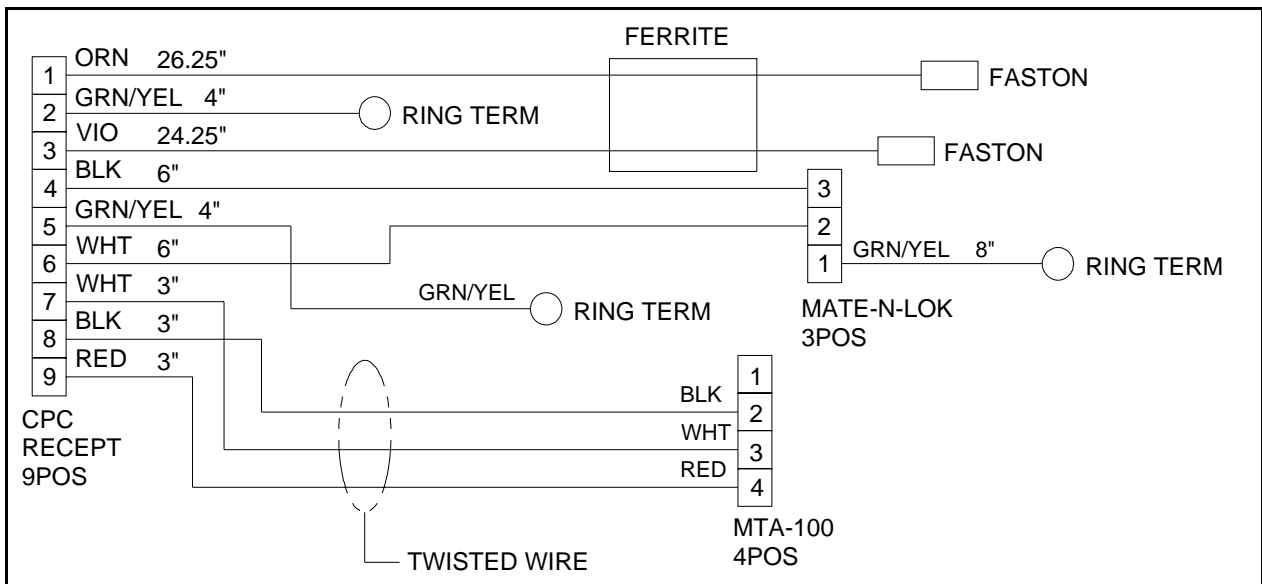 FERRITE
1 ORN 26.25" FASTON
2 GRN/YEL 4" RING TERM
3 VIO 24.25" FASTON
4 BLK 6" 3
5 GRN/YEL 4" 2
6 WHT 6" 1 GRN/YEL 8" RING TERM
7 WHT 3" GRN/YEL RING TERM
MATE-N-LOK
3POS
8 BLK 3"
9 RED 3"
CPC
RECEPT
9POS
1
BLK 2
WHT 3
RED 4
MTA-100
4POS
TWISTED WIRE